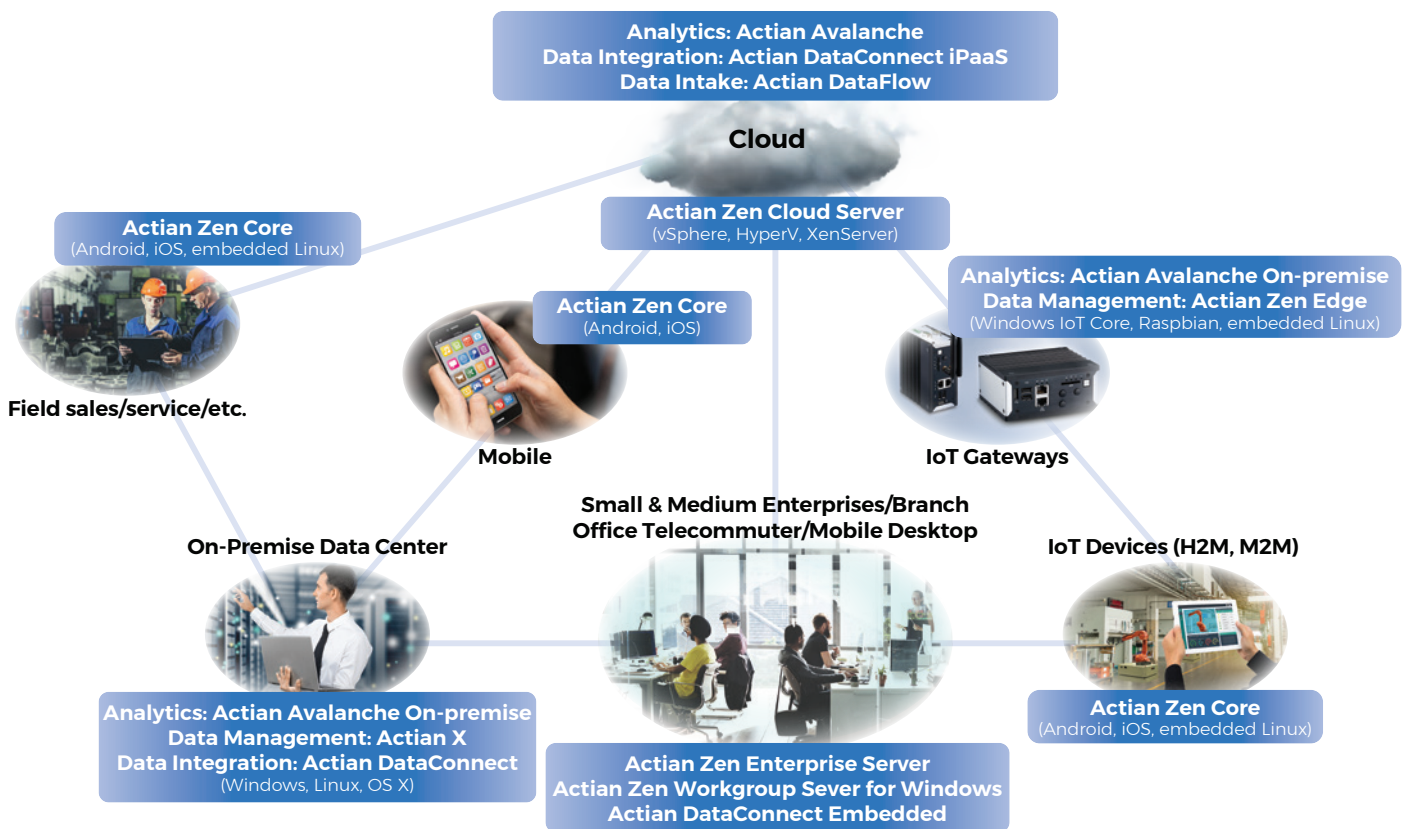 Analytics: Actian Avalanche
Data Integration: Actian DataConnect iPaaS
Data Intake: Actian DataFlow
Cloud
Actian Zen Cloud Server
(vSphere, HyperV, XenServer)
Actian Zen Core
(Android, iOS, embedded Linux)
Field sales/service/etc.
Actian Zen Core
(Android, iOS)
Mobile
Analytics: Actian Avalanche On-premise
Data Management: Actian Zen Edge
(Windows IoT Core, Raspbian, embedded Linux)
IoT Gateways
On-Premise Data Center
Analytics: Actian Avalanche On-premise
Data Management: Actian X
Data Integration: Actian DataConnect
(Windows, Linux, OS X)
Small & Medium Enterprises/Branch
Office Telecommuter/Mobile Desktop
Actian Zen Enterprise Server
Actian Zen Workgroup Sever for Windows
Actian DataConnect Embedded
IoT Devices (H2M, M2M)
Actian Zen Core
(Android, iOS, embedded Linux)